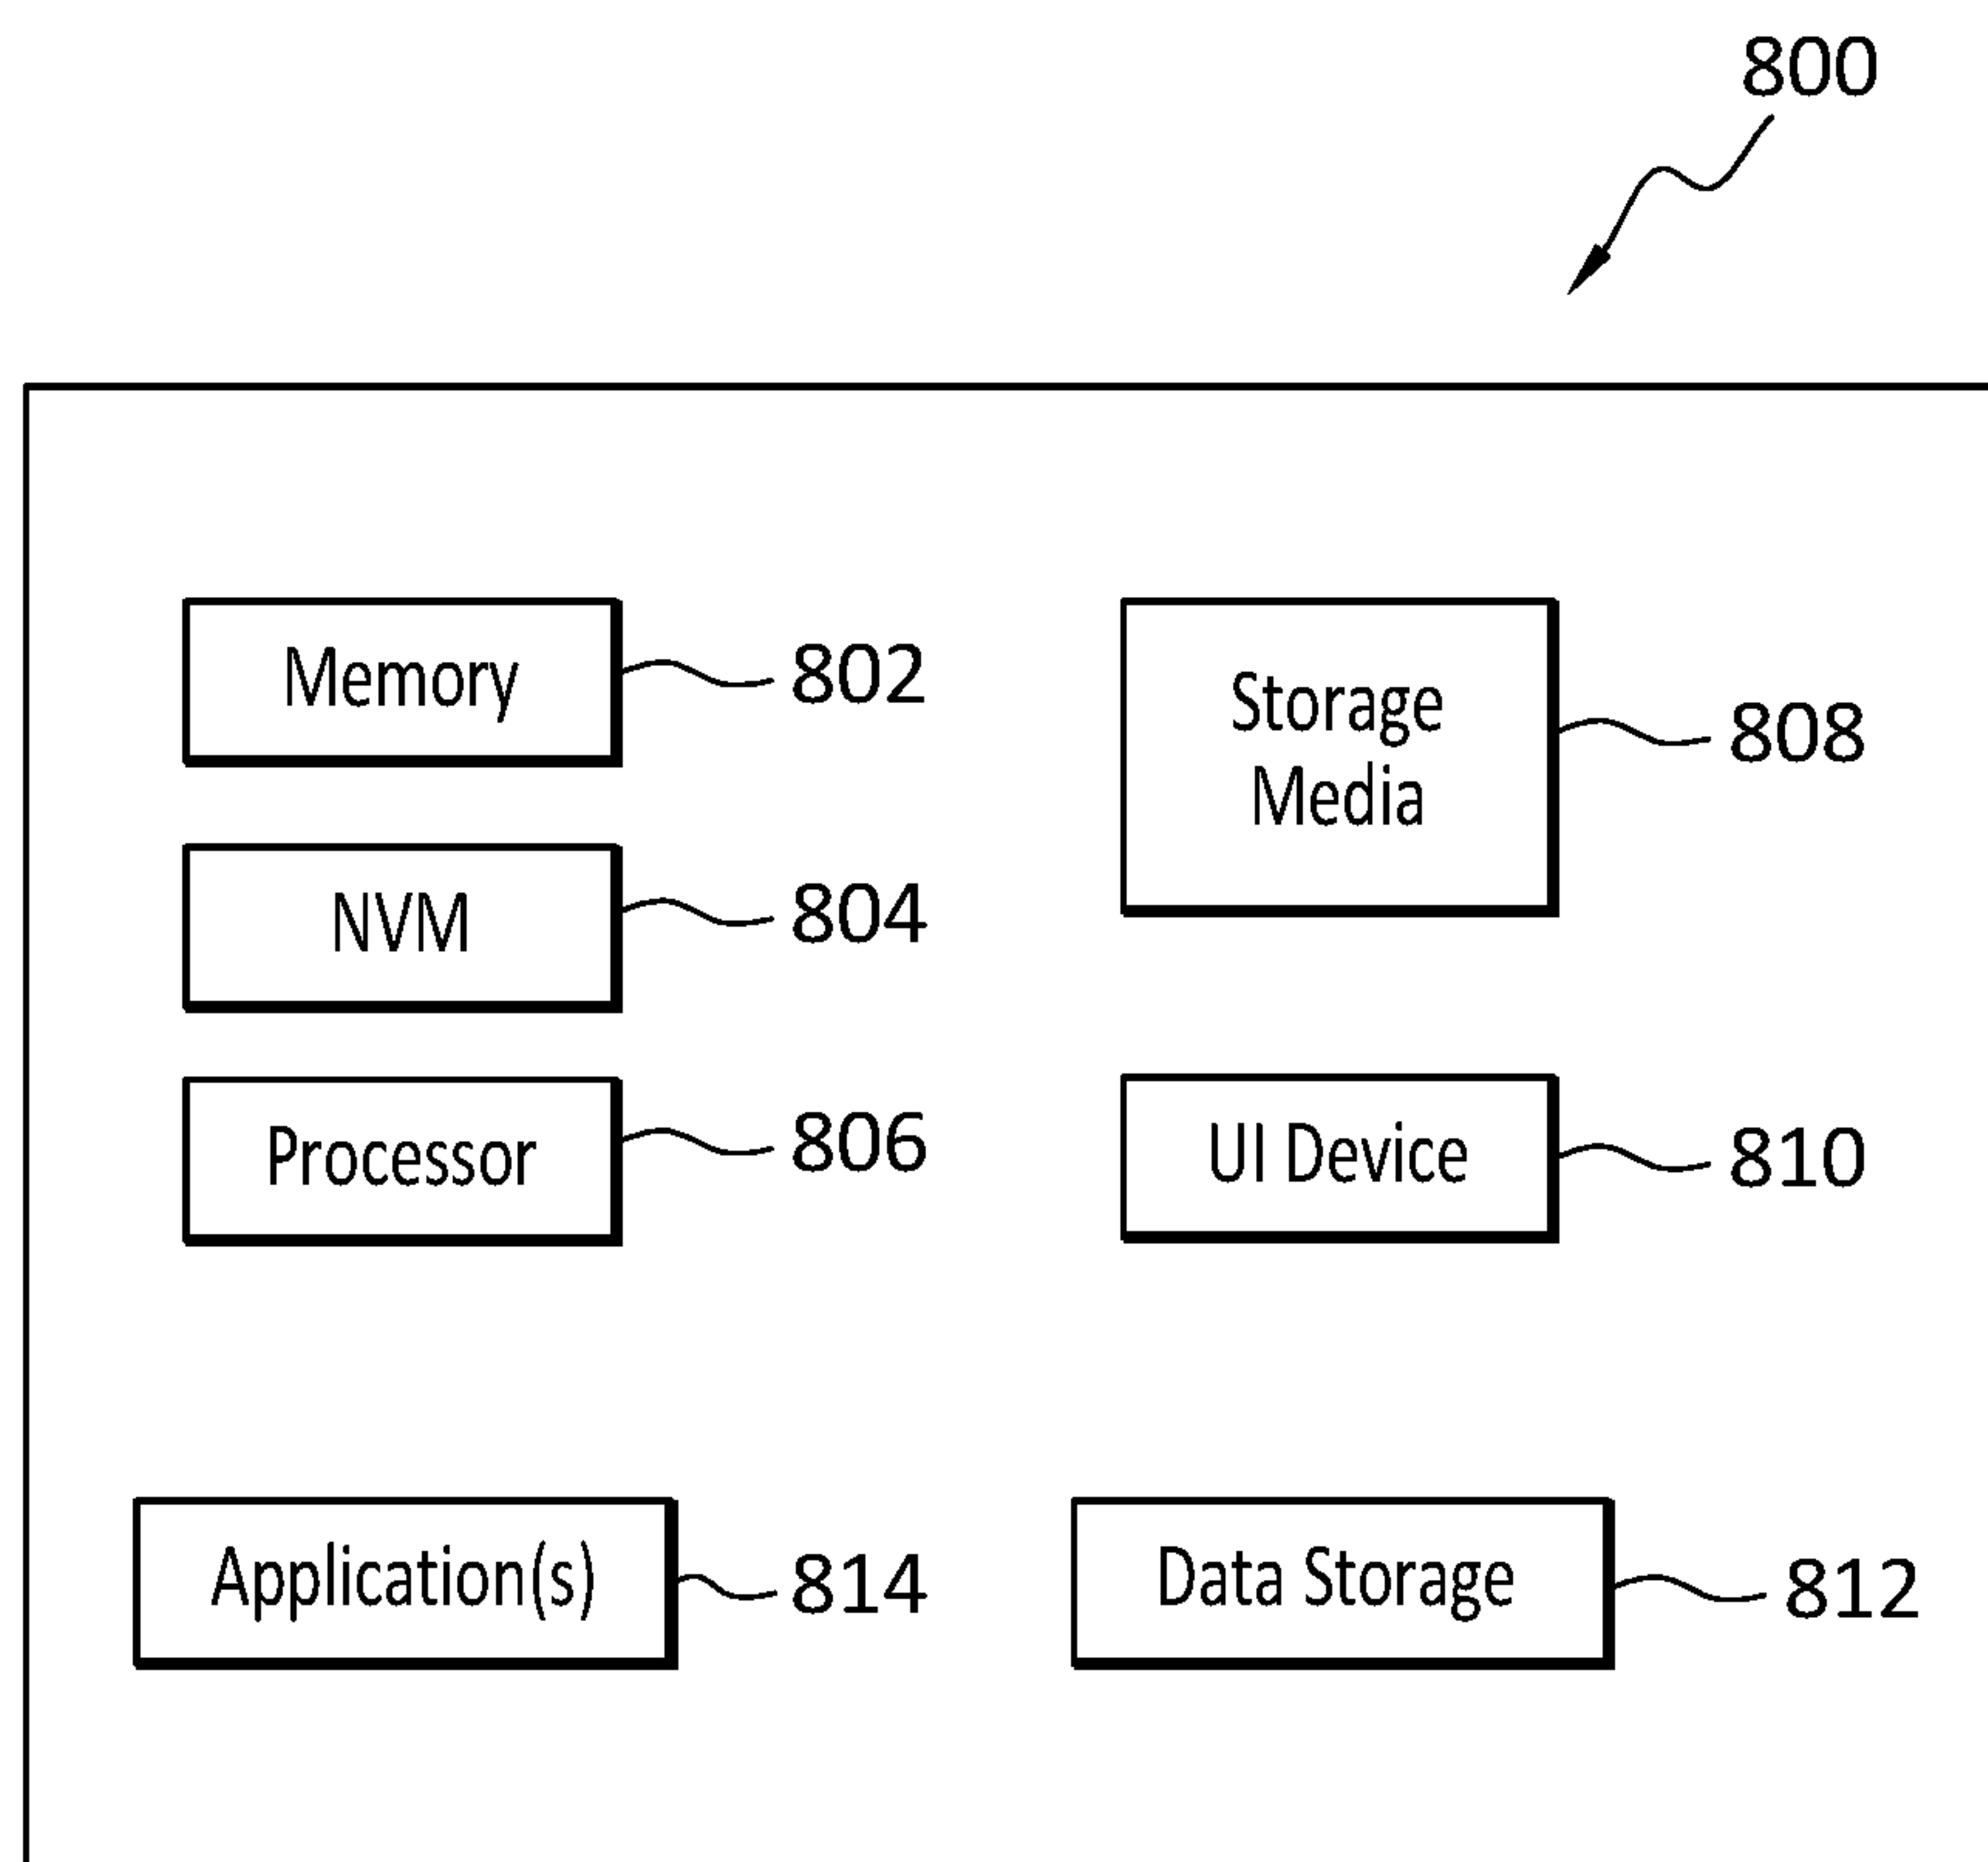 800
Memory
802
NVM
804
Processor
806
Storage
Media
808
UI Device
810
Application(s)
814
Data Storage
812